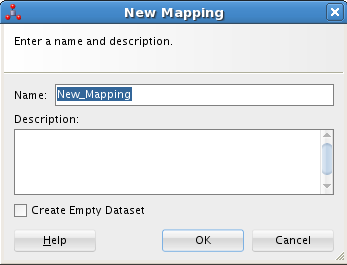 New Mapping
Enter a name and description.
Name: New_Mapping
Description:
Create Empty Dataset
Help OK Cancel